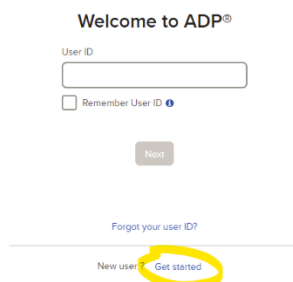 Welcome to ADP®
User ID
Remember User ID
Next
Forgot your user ID?
New user ? Get started